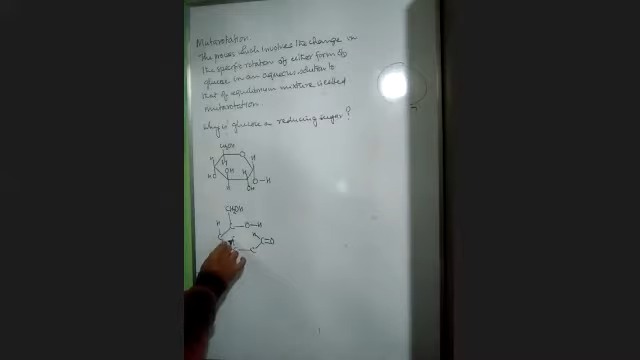 Mutarotation
The process which involves the change in
the specific rotation of either form of
glucose in an aqueous solution to
that of equilibrium mixture is called
mutarotation.
Why is glucose a reducing sugar?
CH2OH
O
H
H
H
OH
H
O-H
H
OH
CH2OH
H
C-O-H
H
C
C=O
C